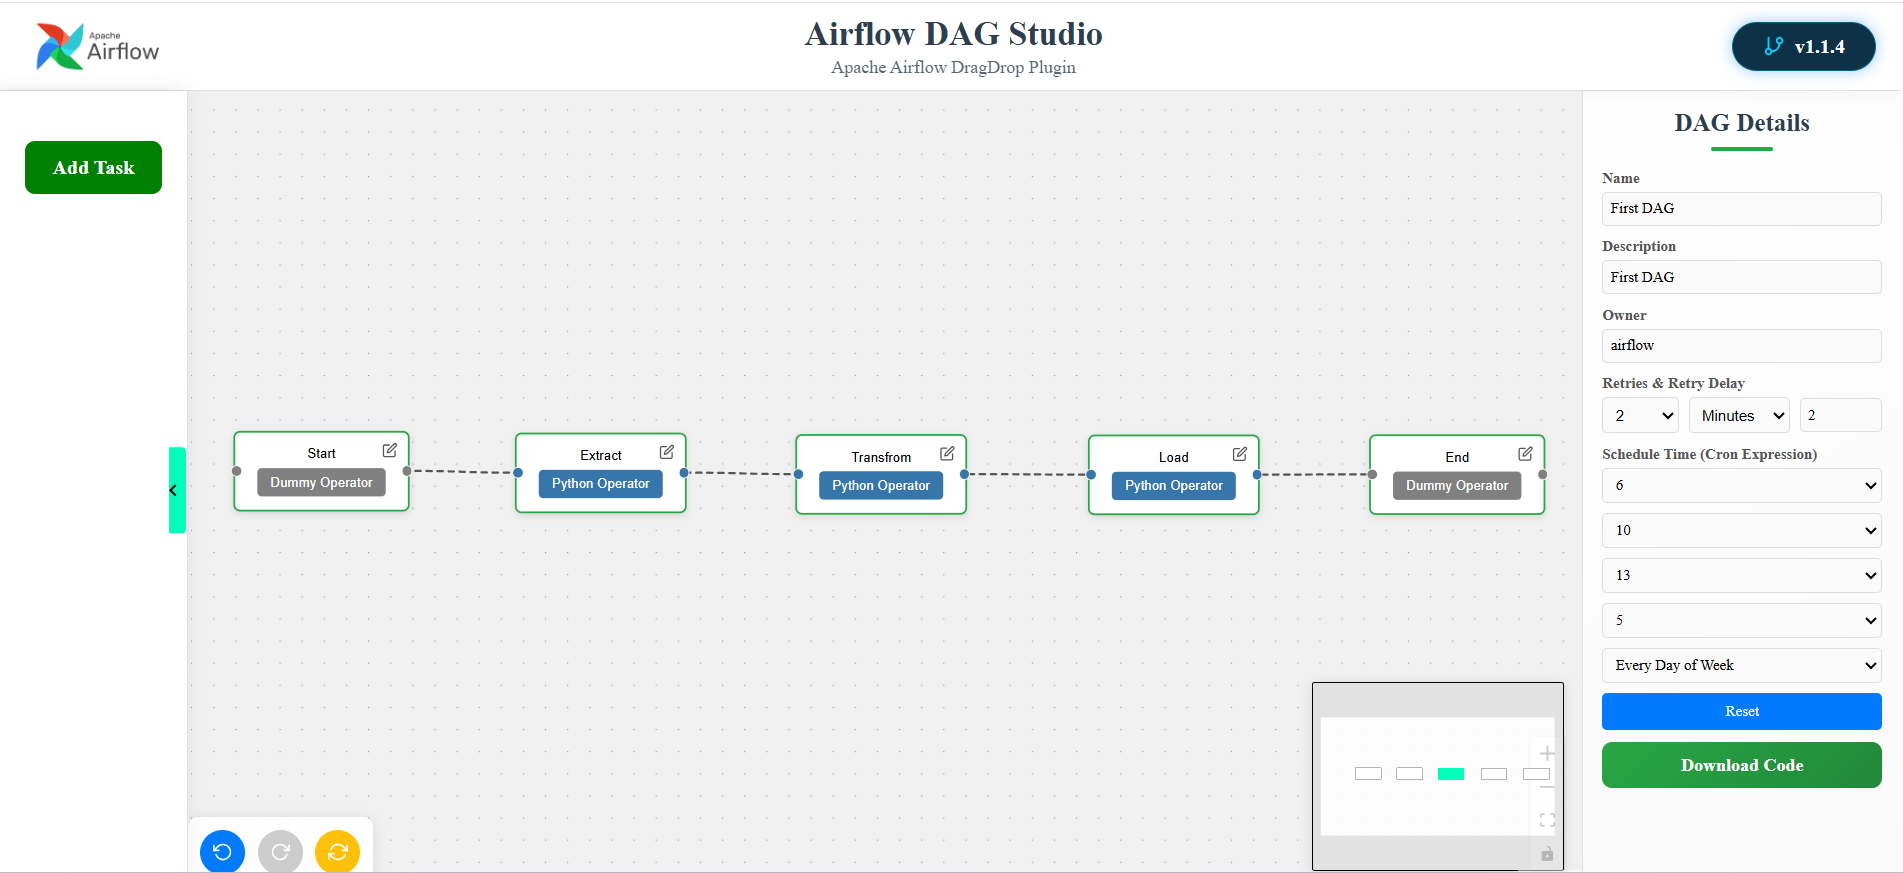 Apache
Airflow
Airflow DAG Studio
Apache Airflow DragDrop Plugin
v1.1.4
Add Task
Start
Dummy Operator
Extract
Python Operator
Transfrom
Python Operator
Load
Python Operator
End
Dummy Operator
DAG Details
Name
First DAG
Description
First DAG
Owner
airflow
Retries & Retry Delay
2 Minutes 2
Schedule Time (Cron Expression)
6
10
13
5
Every Day of Week
Reset
Download Code